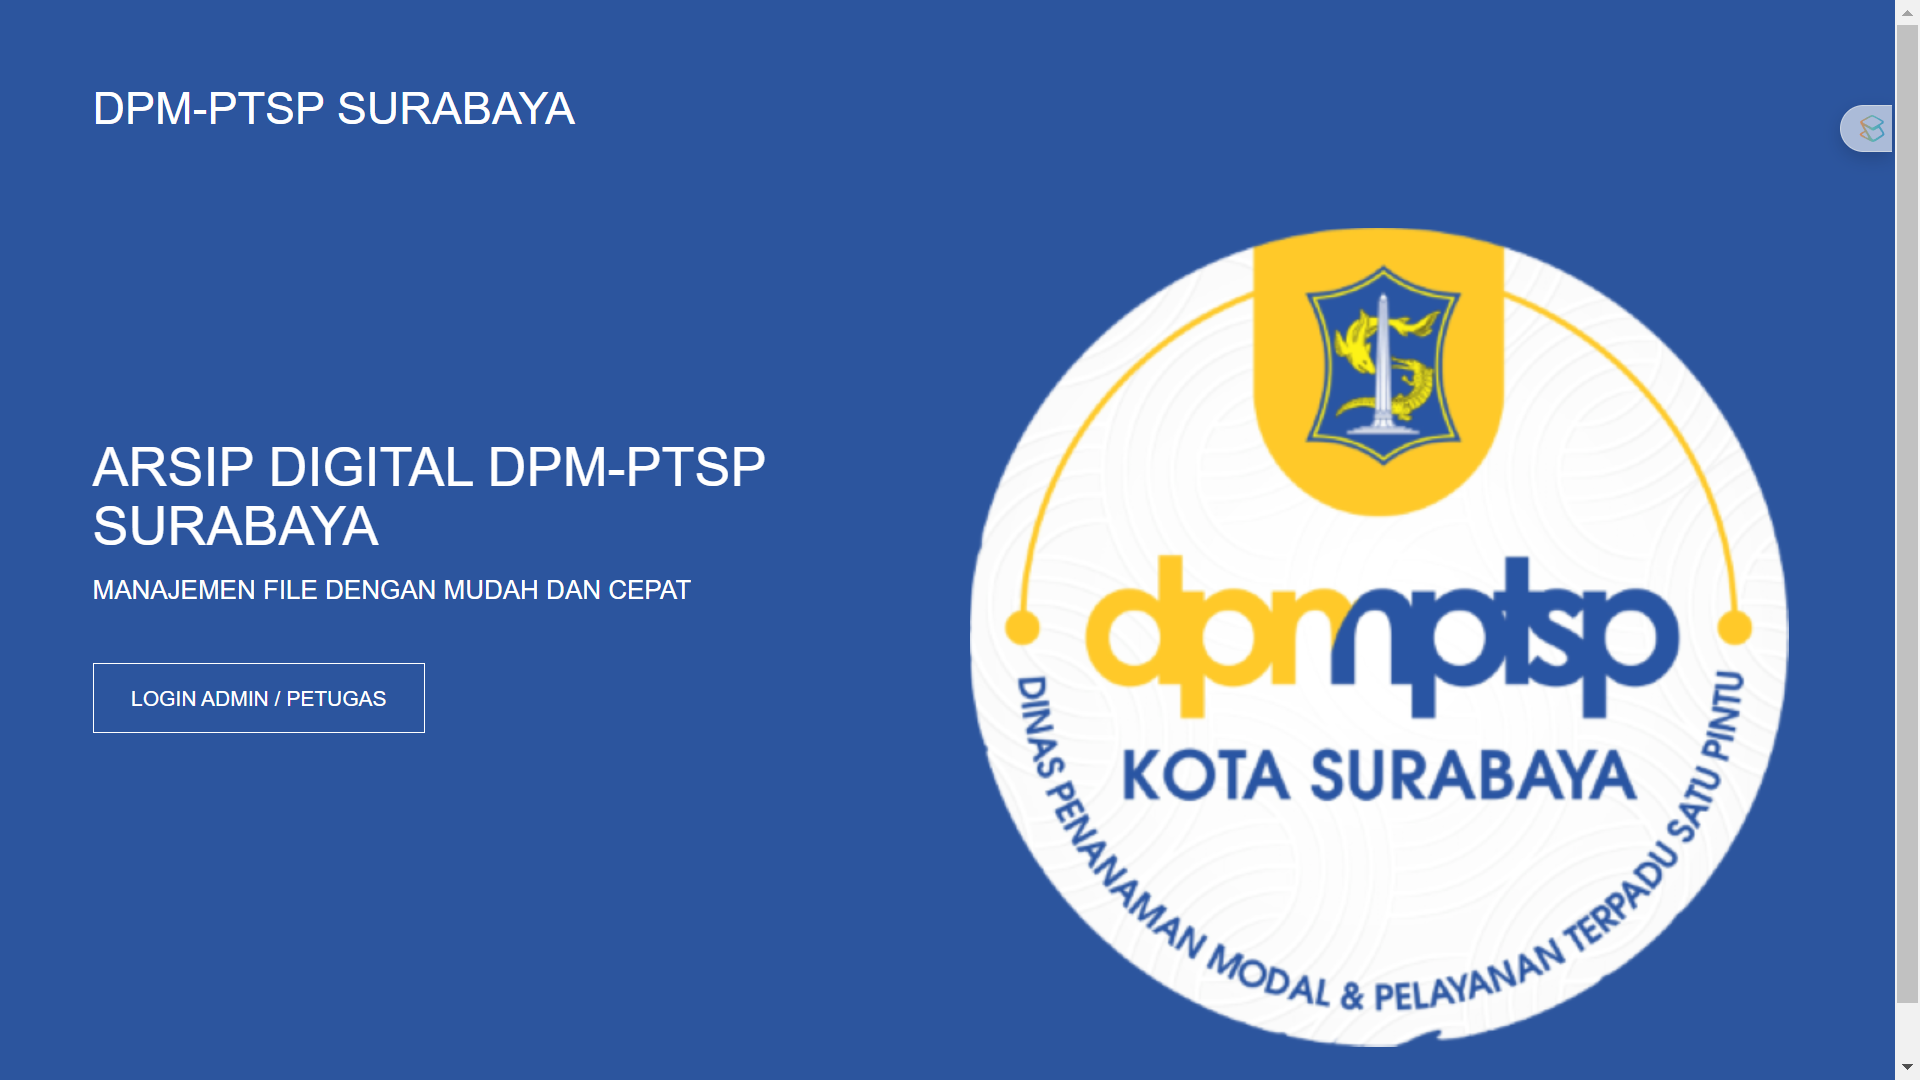 DPM-PTSP SURABAYA
ARSIP DIGITAL DPM-PTSP
SURABAYA
MANAJEMEN FILE DENGAN MUDAH DAN CEPAT
LOGIN ADMIN / PETUGAS
dpmptsp
KOTA SURABAYA
DINAS PENANAMAN MODAL & PELAYANAN TERPADU SATU PINTU